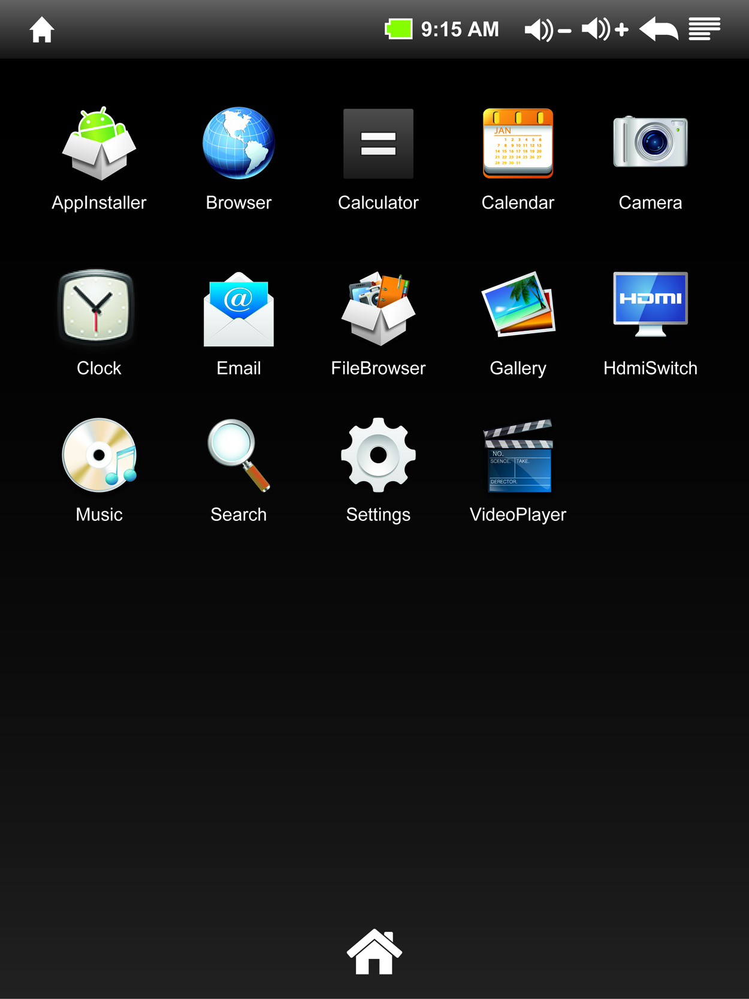 9:15 AM
AppInstaller Browser Calculator Calendar Camera
JAN
1 2 3 4 5 6
7 8 9 10 11 12 13
14 15 16 17 18 19 20
21 22 23 24 25 26 27
28 29 30 31
Clock Email FileBrowser Gallery HdmiSwitch
@
HDMI
Music Search Settings VideoPlayer
NO.
SCENCE. TAKE.
DERECTOR.